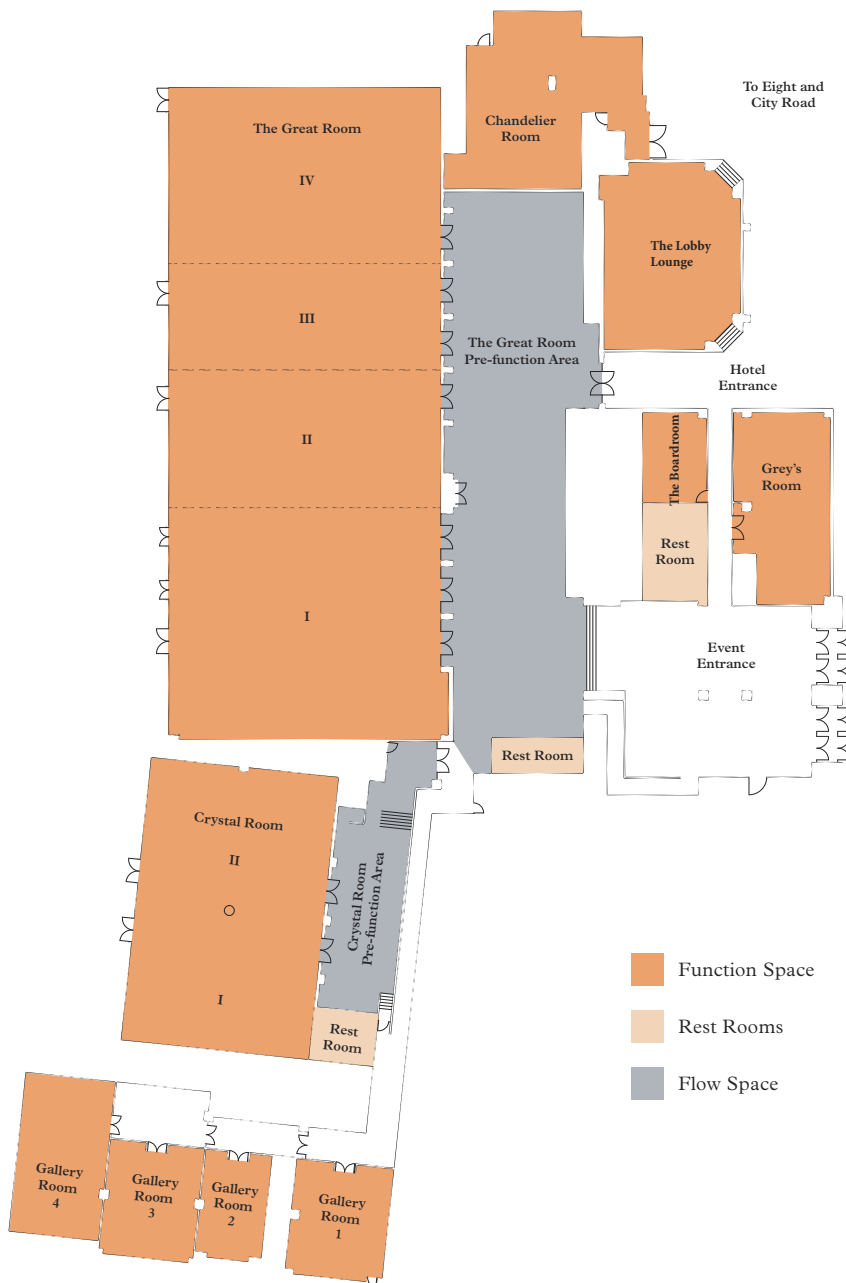 To Eight and
City Road
Chandelier
Room
The Great Room
IV
The Lobby
Lounge
III
The Great Room
Pre-function Area
Hotel
Entrance
II
The Boardroom
Grey's
Room
Rest
Room
I
Event
Entrance
Rest Room
Crystal Room
II
Crystal Room
Pre-function Area
I
Rest
Room
Function Space
Rest Rooms
Flow Space
Gallery
Room
4
Gallery
Room
3
Gallery
Room
2
Gallery
Room
1